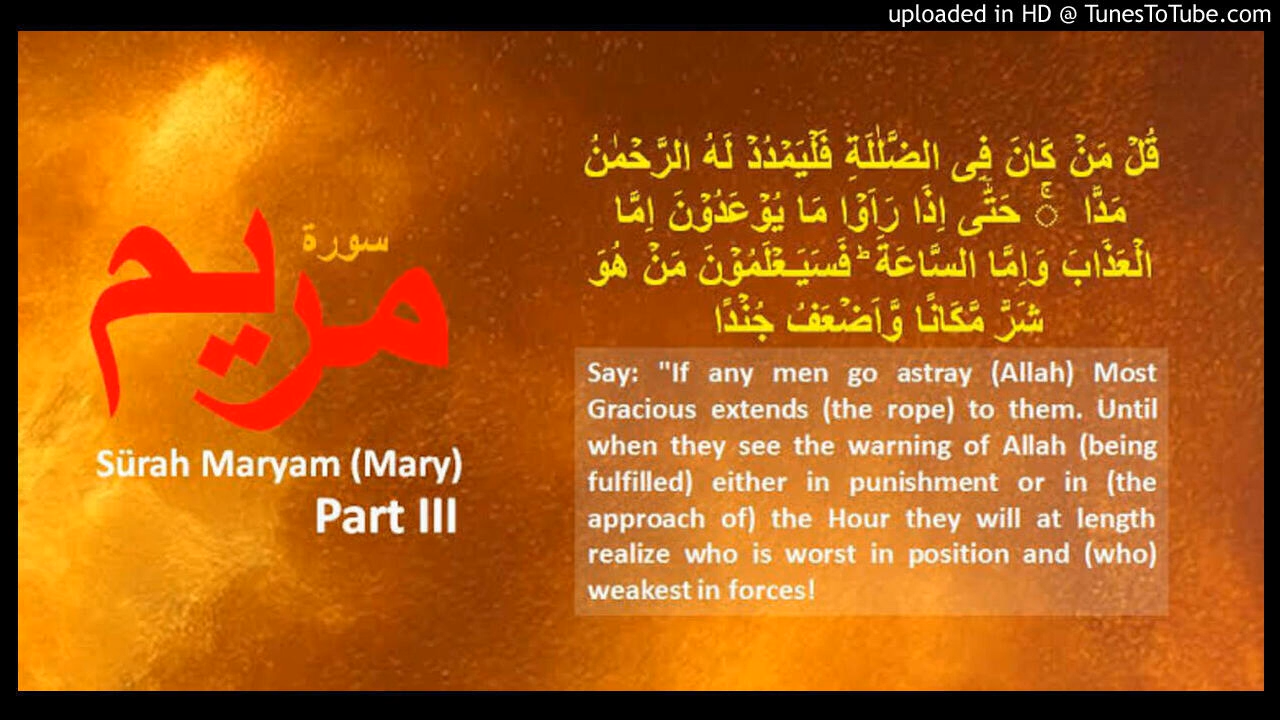 uploaded in HD @ TunesToTube.com
سورة
مريم
Sürah Maryam (Mary)
Part III
قُلۡ مَنۡ كَانَ فِى الضَّلٰلَةِ فَلۡيَمۡدُدۡ لَهُ الرَّحۡمٰنُ
مَدًّا ۚ حَتّٰٓى اِذَا رَاَوۡا مَا يُوۡعَدُوۡنَ اِمَّا
الۡعَذَابَ وَاِمَّا السَّاعَةَ ؕ فَسَيَـعۡلَمُوۡنَ مَنۡ هُوَ
شَرٌّ مَّكَانًا وَّاَضۡعَفُ جُنۡدًا
Say: "If any men go astray (Allah) Most
Gracious extends (the rope) to them. Until
when they see the warning of Allah (being
fulfilled) either in punishment or in (the
approach of) the Hour they will at length
realize who is worst in position and (who)
weakest in forces!